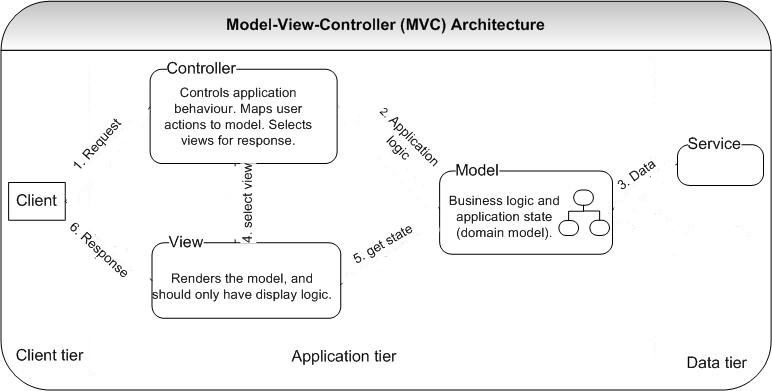 Model-View-Controller (MVC) Architecture
Controller
Controls application
behaviour. Maps user
actions to model. Selects
views for response.
1. Request
2. Application
logic
Service
Model
3. Data
Client
Business logic and
application state
(domain model).
4. select view
6. Response
View
5. get state
Renders the model, and
should only have display logic.
Client tier
Application tier
Data tier